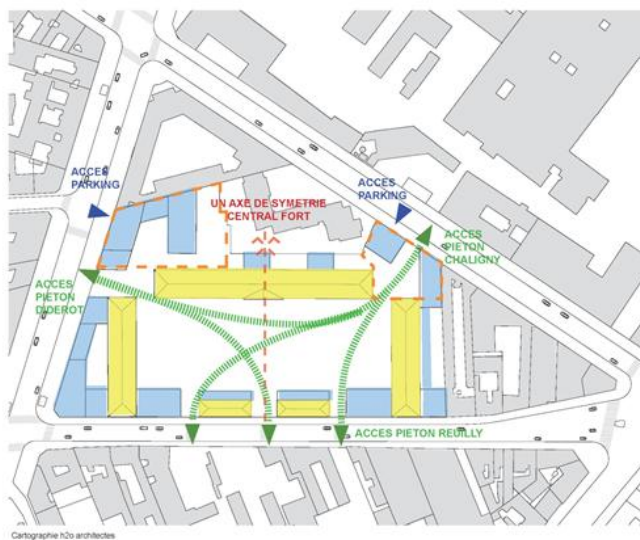 ACCES
PARKING
UN AXE DE SYMETRIE
CENTRAL FORT
ACCES
PARKING
ACCES
PIETON
CHALIGNY
ACCES
PIETON
DIDEROT
ACCES PIETON REUILLY
Cartographie h2o architectes